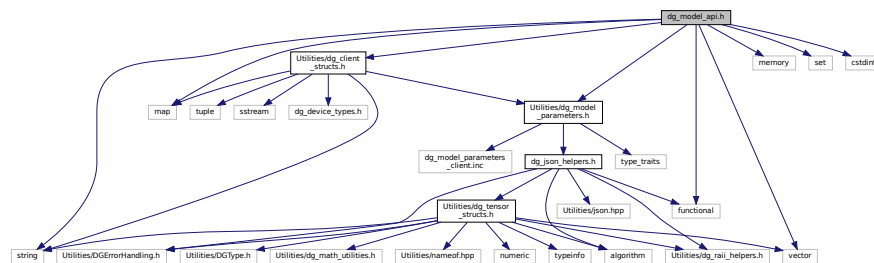 dg_model_api.h
Utilities/dg_client
_structs.h
memory
set
cstdint
map
tuple
sstream
dg_device_types.h
Utilities/dg_model
_parameters.h
dg_model_parameters
_client.inc
dg_json_helpers.h
type_traits
Utilities/dg_tensor
_structs.h
Utilities/json.hpp
functional
string
Utilities/DGErrorHandling.h
Utilities/DGType.h
Utilities/dg_math_utilities.h
Utilities/nameof.hpp
numeric
typeinfo
algorithm
Utilities/dg_raii_helpers.h
vector